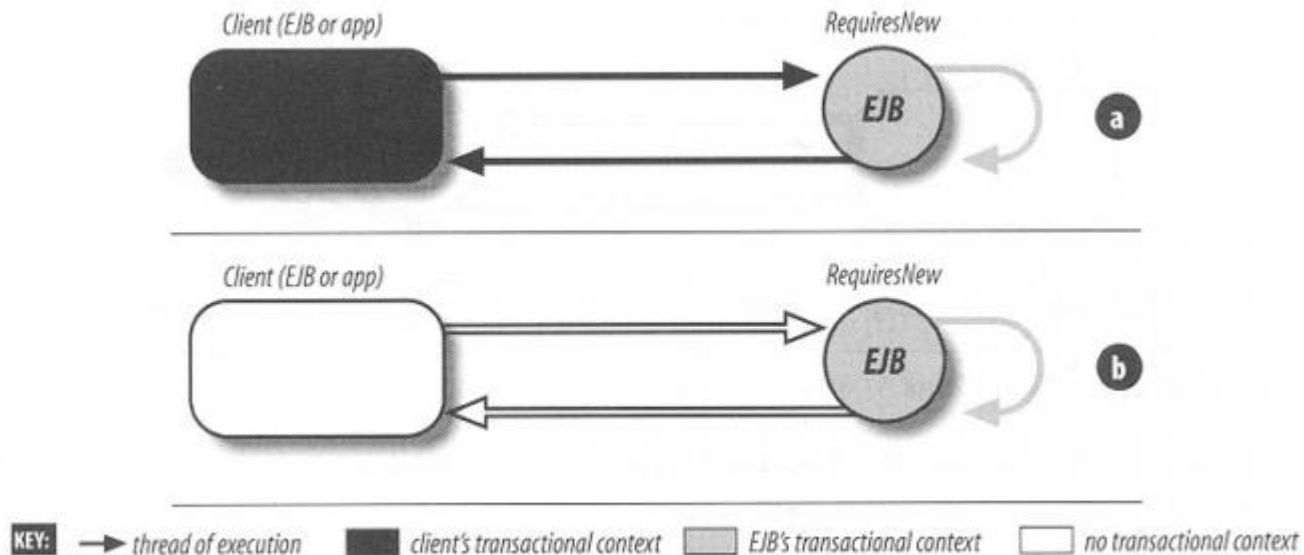 Client (EJB or app) RequiresNew
EJB
a
Client (EJB or app) RequiresNew
EJB
b
KEY: thread of execution client's transactional context EJB's transactional context no transactional context